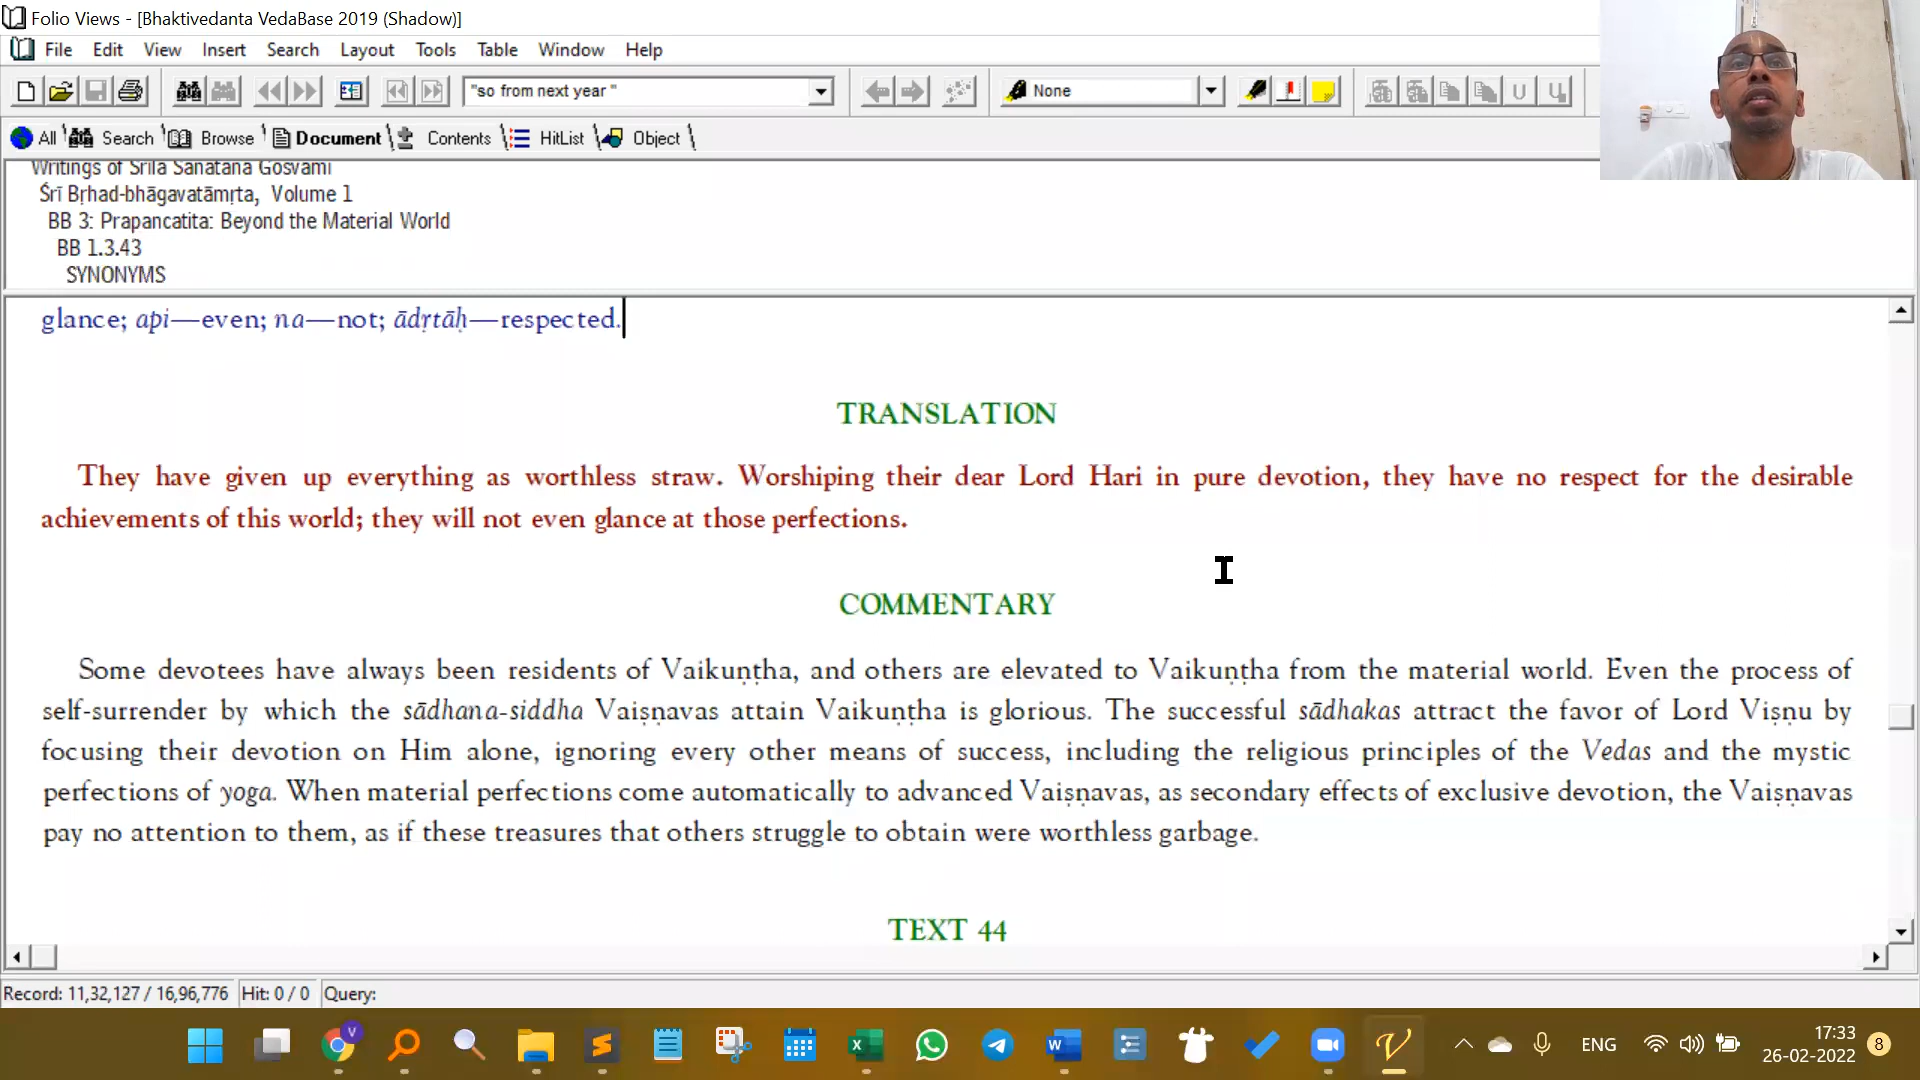 Folio Views - [Bhaktivedanta VedaBase 2019 (Shadow)]
File Edit View Insert Search Layout Tools Table Window Help
"so from next year " None
All Search Browse Document Contents HitList Object
Writings of Srila Sanatana Gosvami
Śrī Bṛhad-bhāgavatāmṛta, Volume 1
BB 3: Prapancatita: Beyond the Material World
BB 1.3.43
SYNONYMS
glance; api—even; na—not; ādṛtāḥ—respected.
TRANSLATION
They have given up everything as worthless straw. Worshiping their dear Lord Hari in pure devotion, they have no respect for the desirable
achievements of this world; they will not even glance at those perfections.
COMMENTARY
Some devotees have always been residents of Vaikuṇṭha, and others are elevated to Vaikuṇṭha from the material world. Even the process of
self-surrender by which the sādhana-siddha Vaiṣṇavas attain Vaikuṇṭha is glorious. The successful sādhakas attract the favor of Lord Viṣṇu by
focusing their devotion on Him alone, ignoring every other means of success, including the religious principles of the Vedas and the mystic
perfections of yoga. When material perfections come automatically to advanced Vaiṣṇavas, as secondary effects of exclusive devotion, the Vaiṣṇavas
pay no attention to them, as if these treasures that others struggle to obtain were worthless garbage.
TEXT 44
Record: 11,32,127 / 16,96,776 Hit: 0 / 0 Query:
V
ENG
17:33
26-02-2022
8